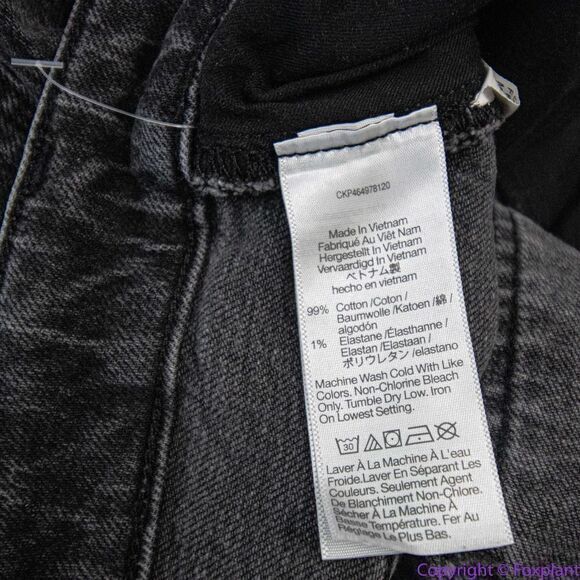 CKP464978120
Made In Vietnam
Fabriqué Au Viêt Nam
Hergestellt In Vietnam
Vervaardigd In Vietnam
ベトナム製
hecho en vietnam
99% Cotton /Coton /
Baumwolle /Katoen /綿 /
algodón
1% Elastane /Élasthanne /
Elastan /Elastaan /
ポリウレタン /elastano
Machine Wash Cold With Like
Colors. Non-Chlorine Bleach
Only. Tumble Dry Low. Iron
On Lowest Setting.
30
Laver À La Machine À L'eau
Froide.Laver En Séparant Les
Couleurs. Seulement Agent
De Blanchiment Non-Chlore.
Sécher À La Machine À
Basse Température. Fer Au
Réglage Le Plus Bas.
Copyright © Foxplant